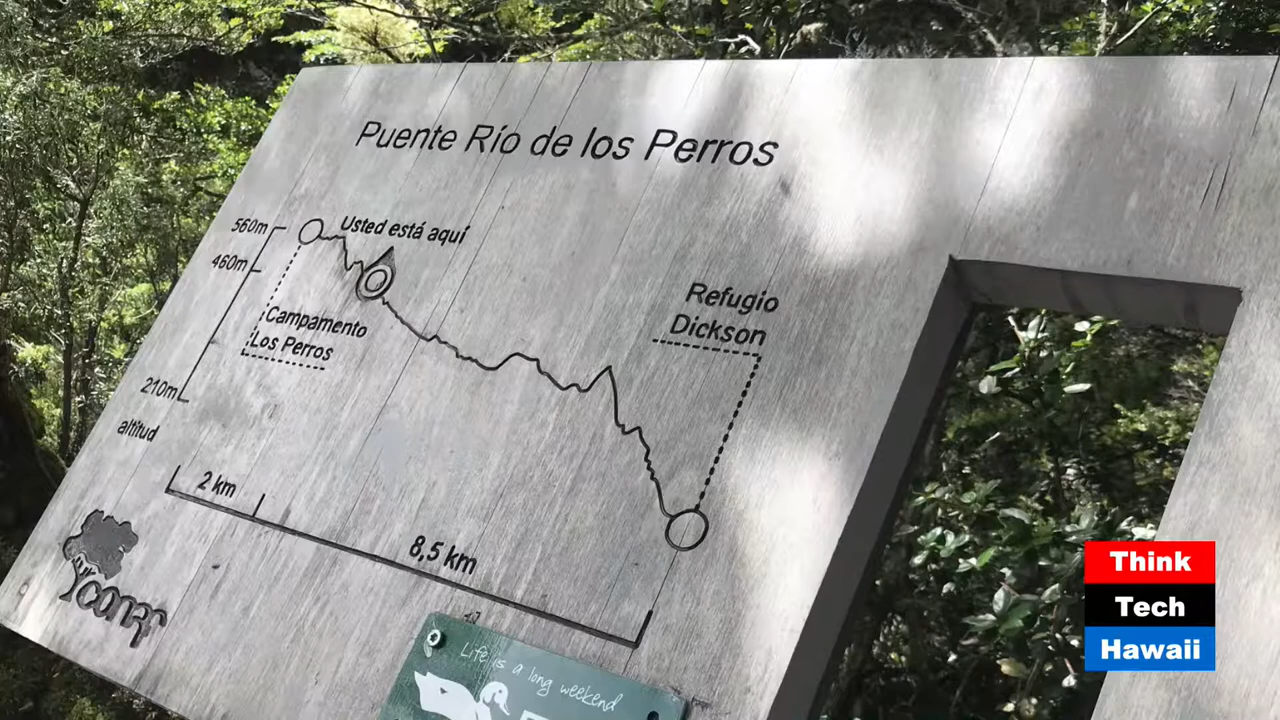 Puente Río de los Perros
560m
Usted está aquí
460m
Campamento
Los Perros
Refugio
Dickson
210m
altitud
2 km
8,5 km
conaf
Life is a long weekend
Think
Tech
Hawaii